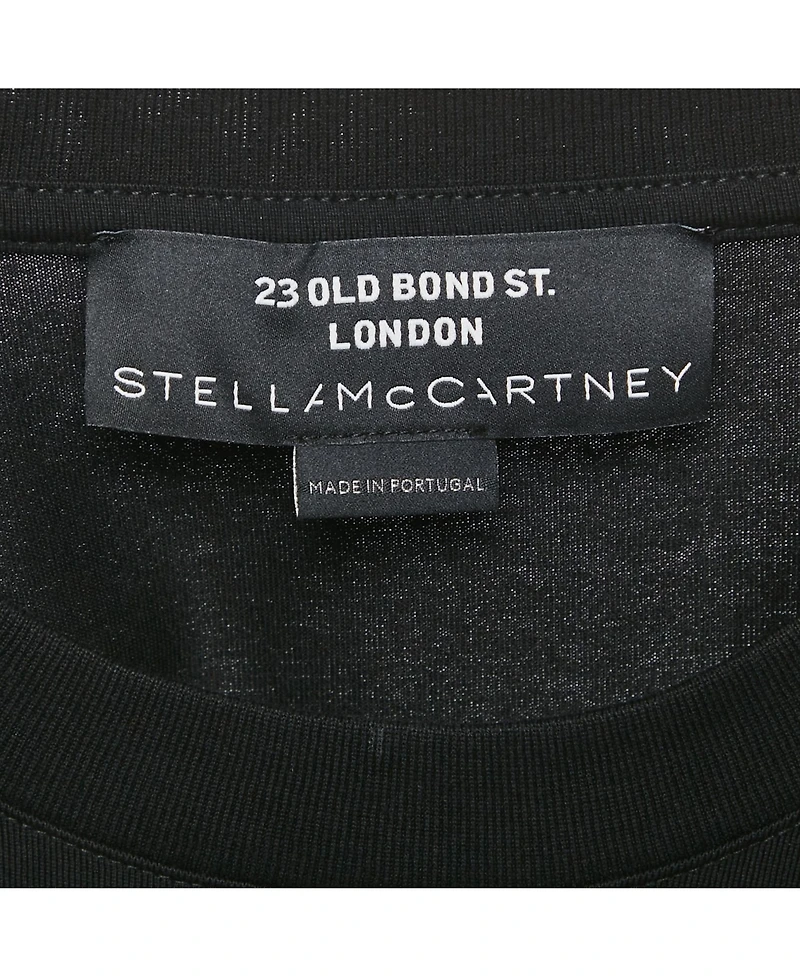 23 OLD BOND ST.
LONDON
STELLAMcCARTNEY
MADE IN PORTUGAL